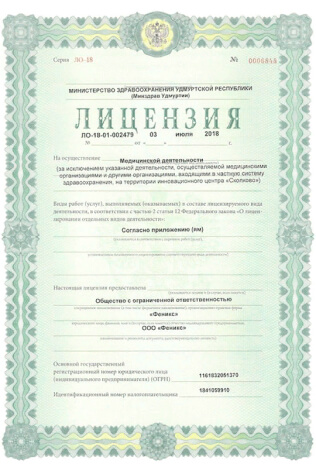 Серия ЛО-18 № 0056845
МИНИСТЕРСТВО ЗДРАВООХРАНЕНИЯ УДМУРТСКОЙ РЕСПУБЛИКИ
(Минздрав Удмуртии)
ЛИЦЕНЗИЯ
№ ЛО-18-01-002479 от « 03 » июля 2018
На осуществление Медицинской деятельности
(за исключением указанной деятельности, осуществляемой медицинскими
организациями и другими организациями, входящими в частную систему
здравоохранения, на территории инновационного центра «Сколково»)
Виды работ (услуг), выполняемых (оказываемых) в составе лицензируемого вида
деятельности, в соответствии с частью 2 статьи 12 Федерального закона «О лицен-
зировании отдельных видов деятельности»:
Согласно приложению (ям)
Настоящая лицензия предоставлена
Общество с ограниченной ответственностью
«Феникс»
ООО «Феникс»
Основной государственный
регистрационный номер юридического лица
(индивидуального предпринимателя) (ОГРН) 1161832051370
Идентификационный номер налогоплательщика 1841059910